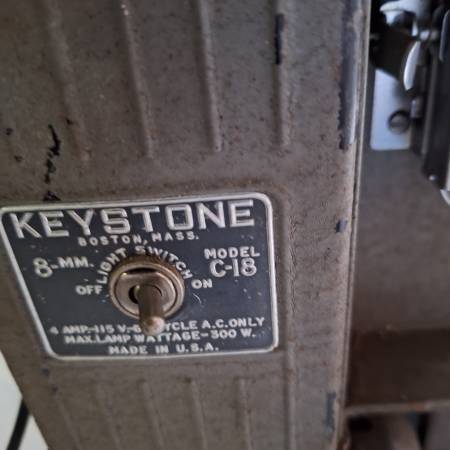 KEYSTONE
BOSTON, MASS.
8-MM.
LIGHT SWITCH
MODEL
C-18
OFF
ON
4 AMP.-115 V.- CYCLE A.C. ONLY
MAX. LAMP WATTAGE-300 W.
MADE IN U.S.A.